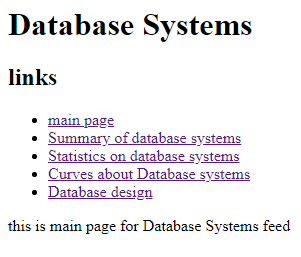 Database Systems
links
main page
Summary of database systems
Statistics on database systems
Curves about Database systems
Database design
this is main page for Database Systems feed